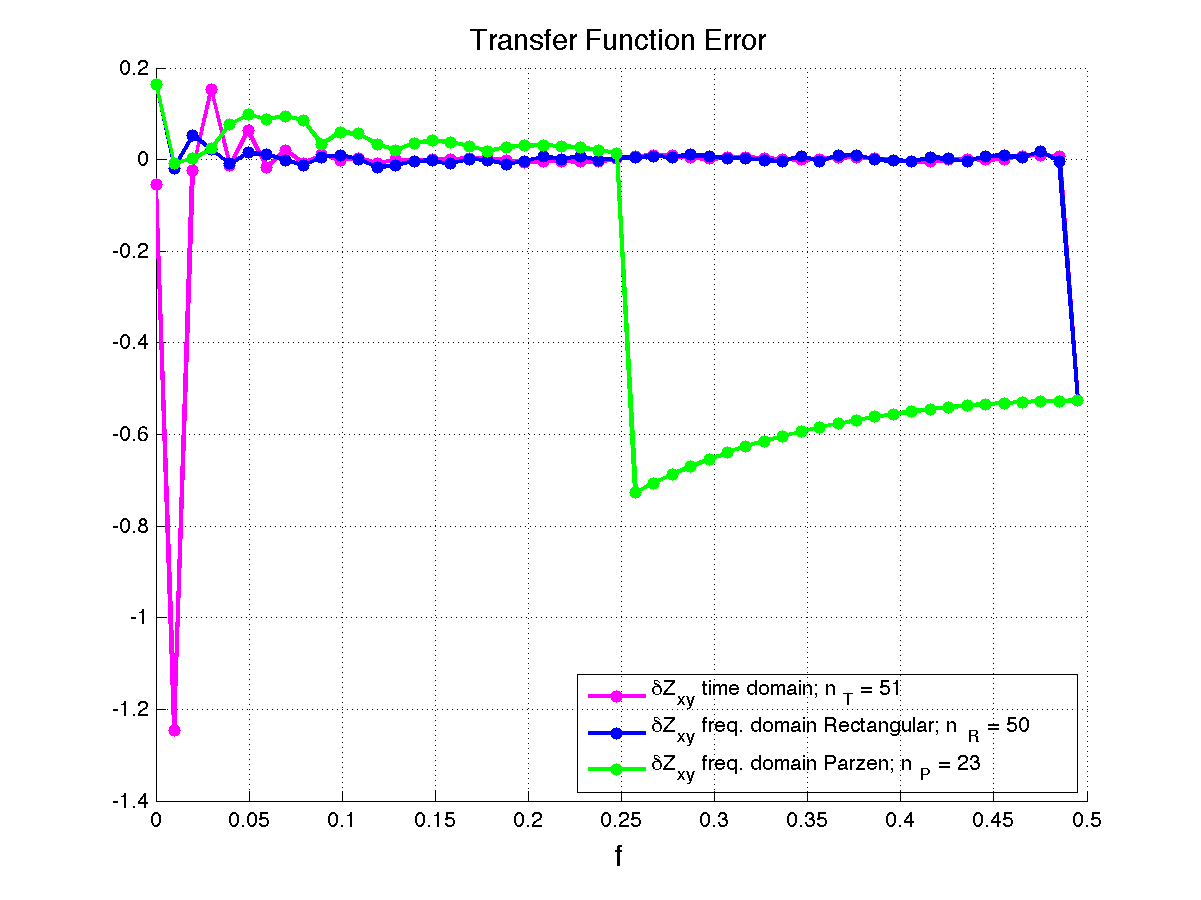 Transfer Function Error
0.2
0
-0.2
-0.4
-0.6
-0.8
-1
-1.2
-1.4
0 0.05 0.1 0.15 0.2 0.25 0.3 0.35 0.4 0.45 0.5
f
δZxy time domain; n T = 51
δZxy freq. domain Rectangular; n R = 50
δZxy freq. domain Parzen; n P = 23